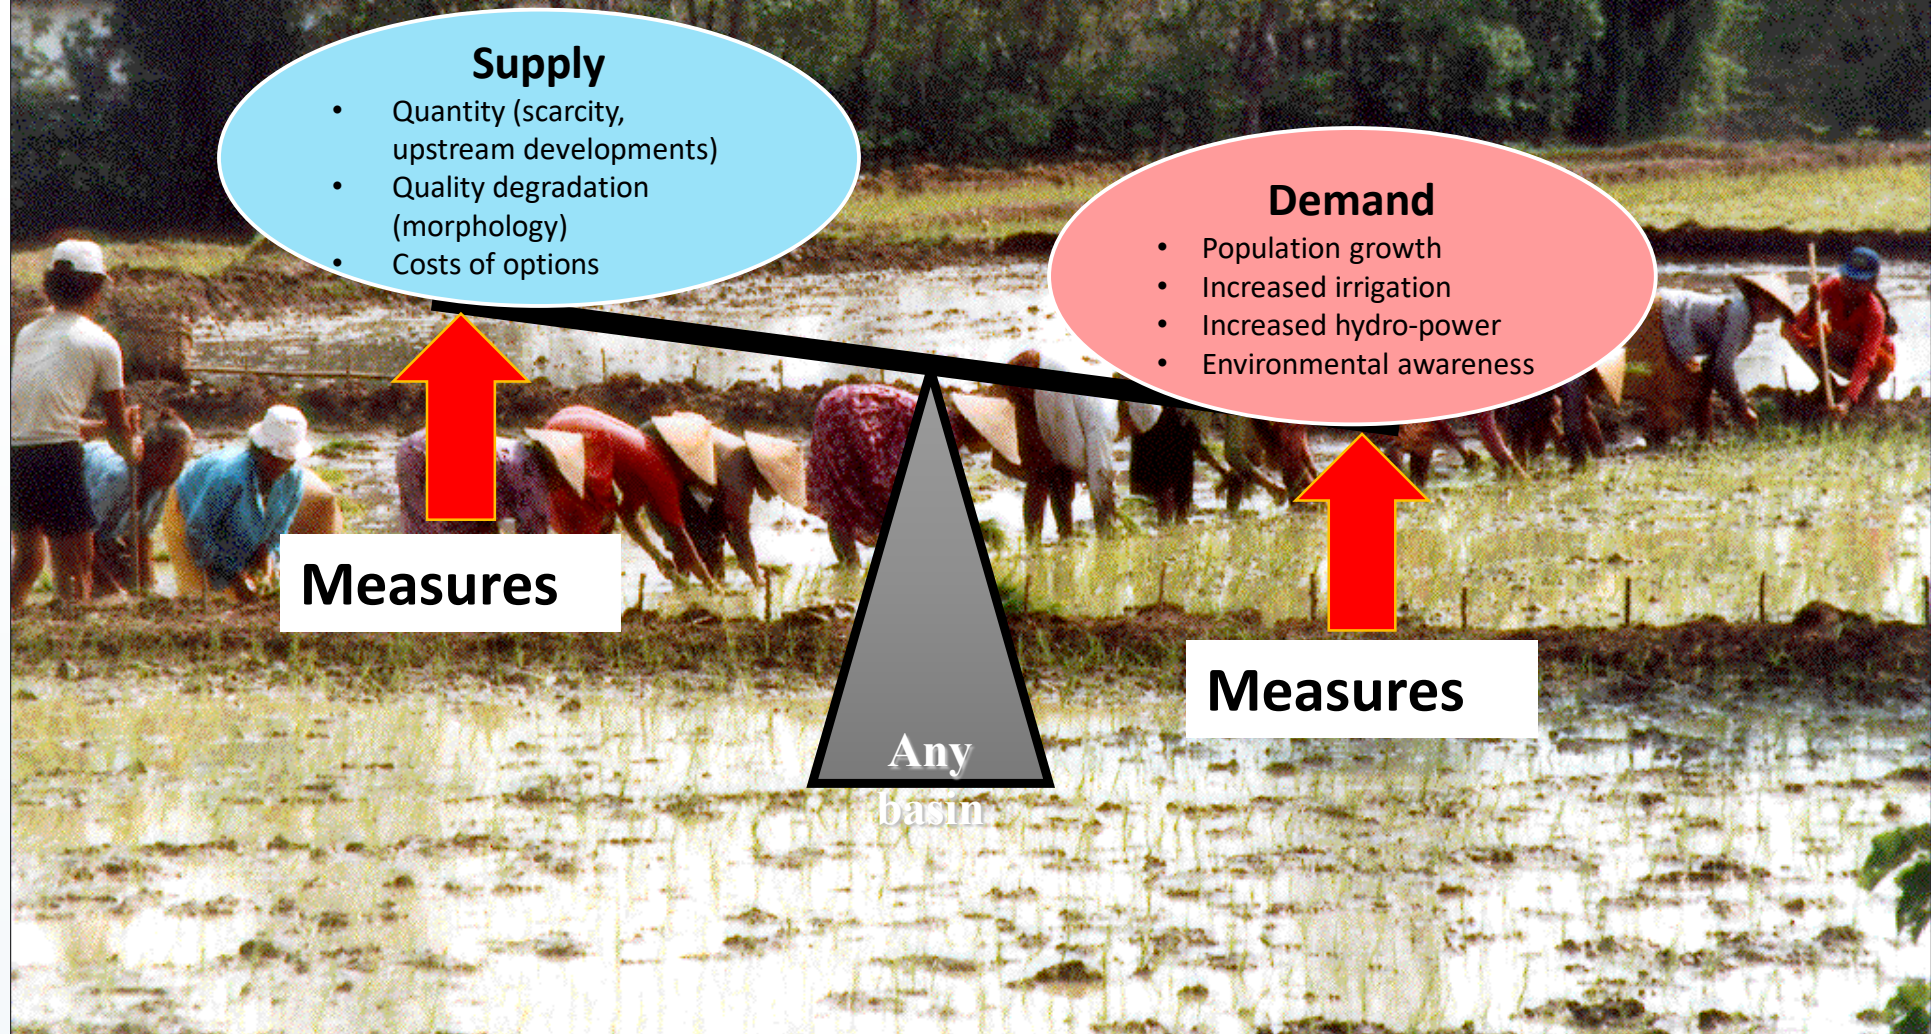 Supply
• Quantity (scarcity,
upstream developments)
• Quality degradation
(morphology)
• Costs of options
Demand
• Population growth
• Increased irrigation
• Increased hydro-power
• Environmental awareness
Measures
Measures
Any
basin